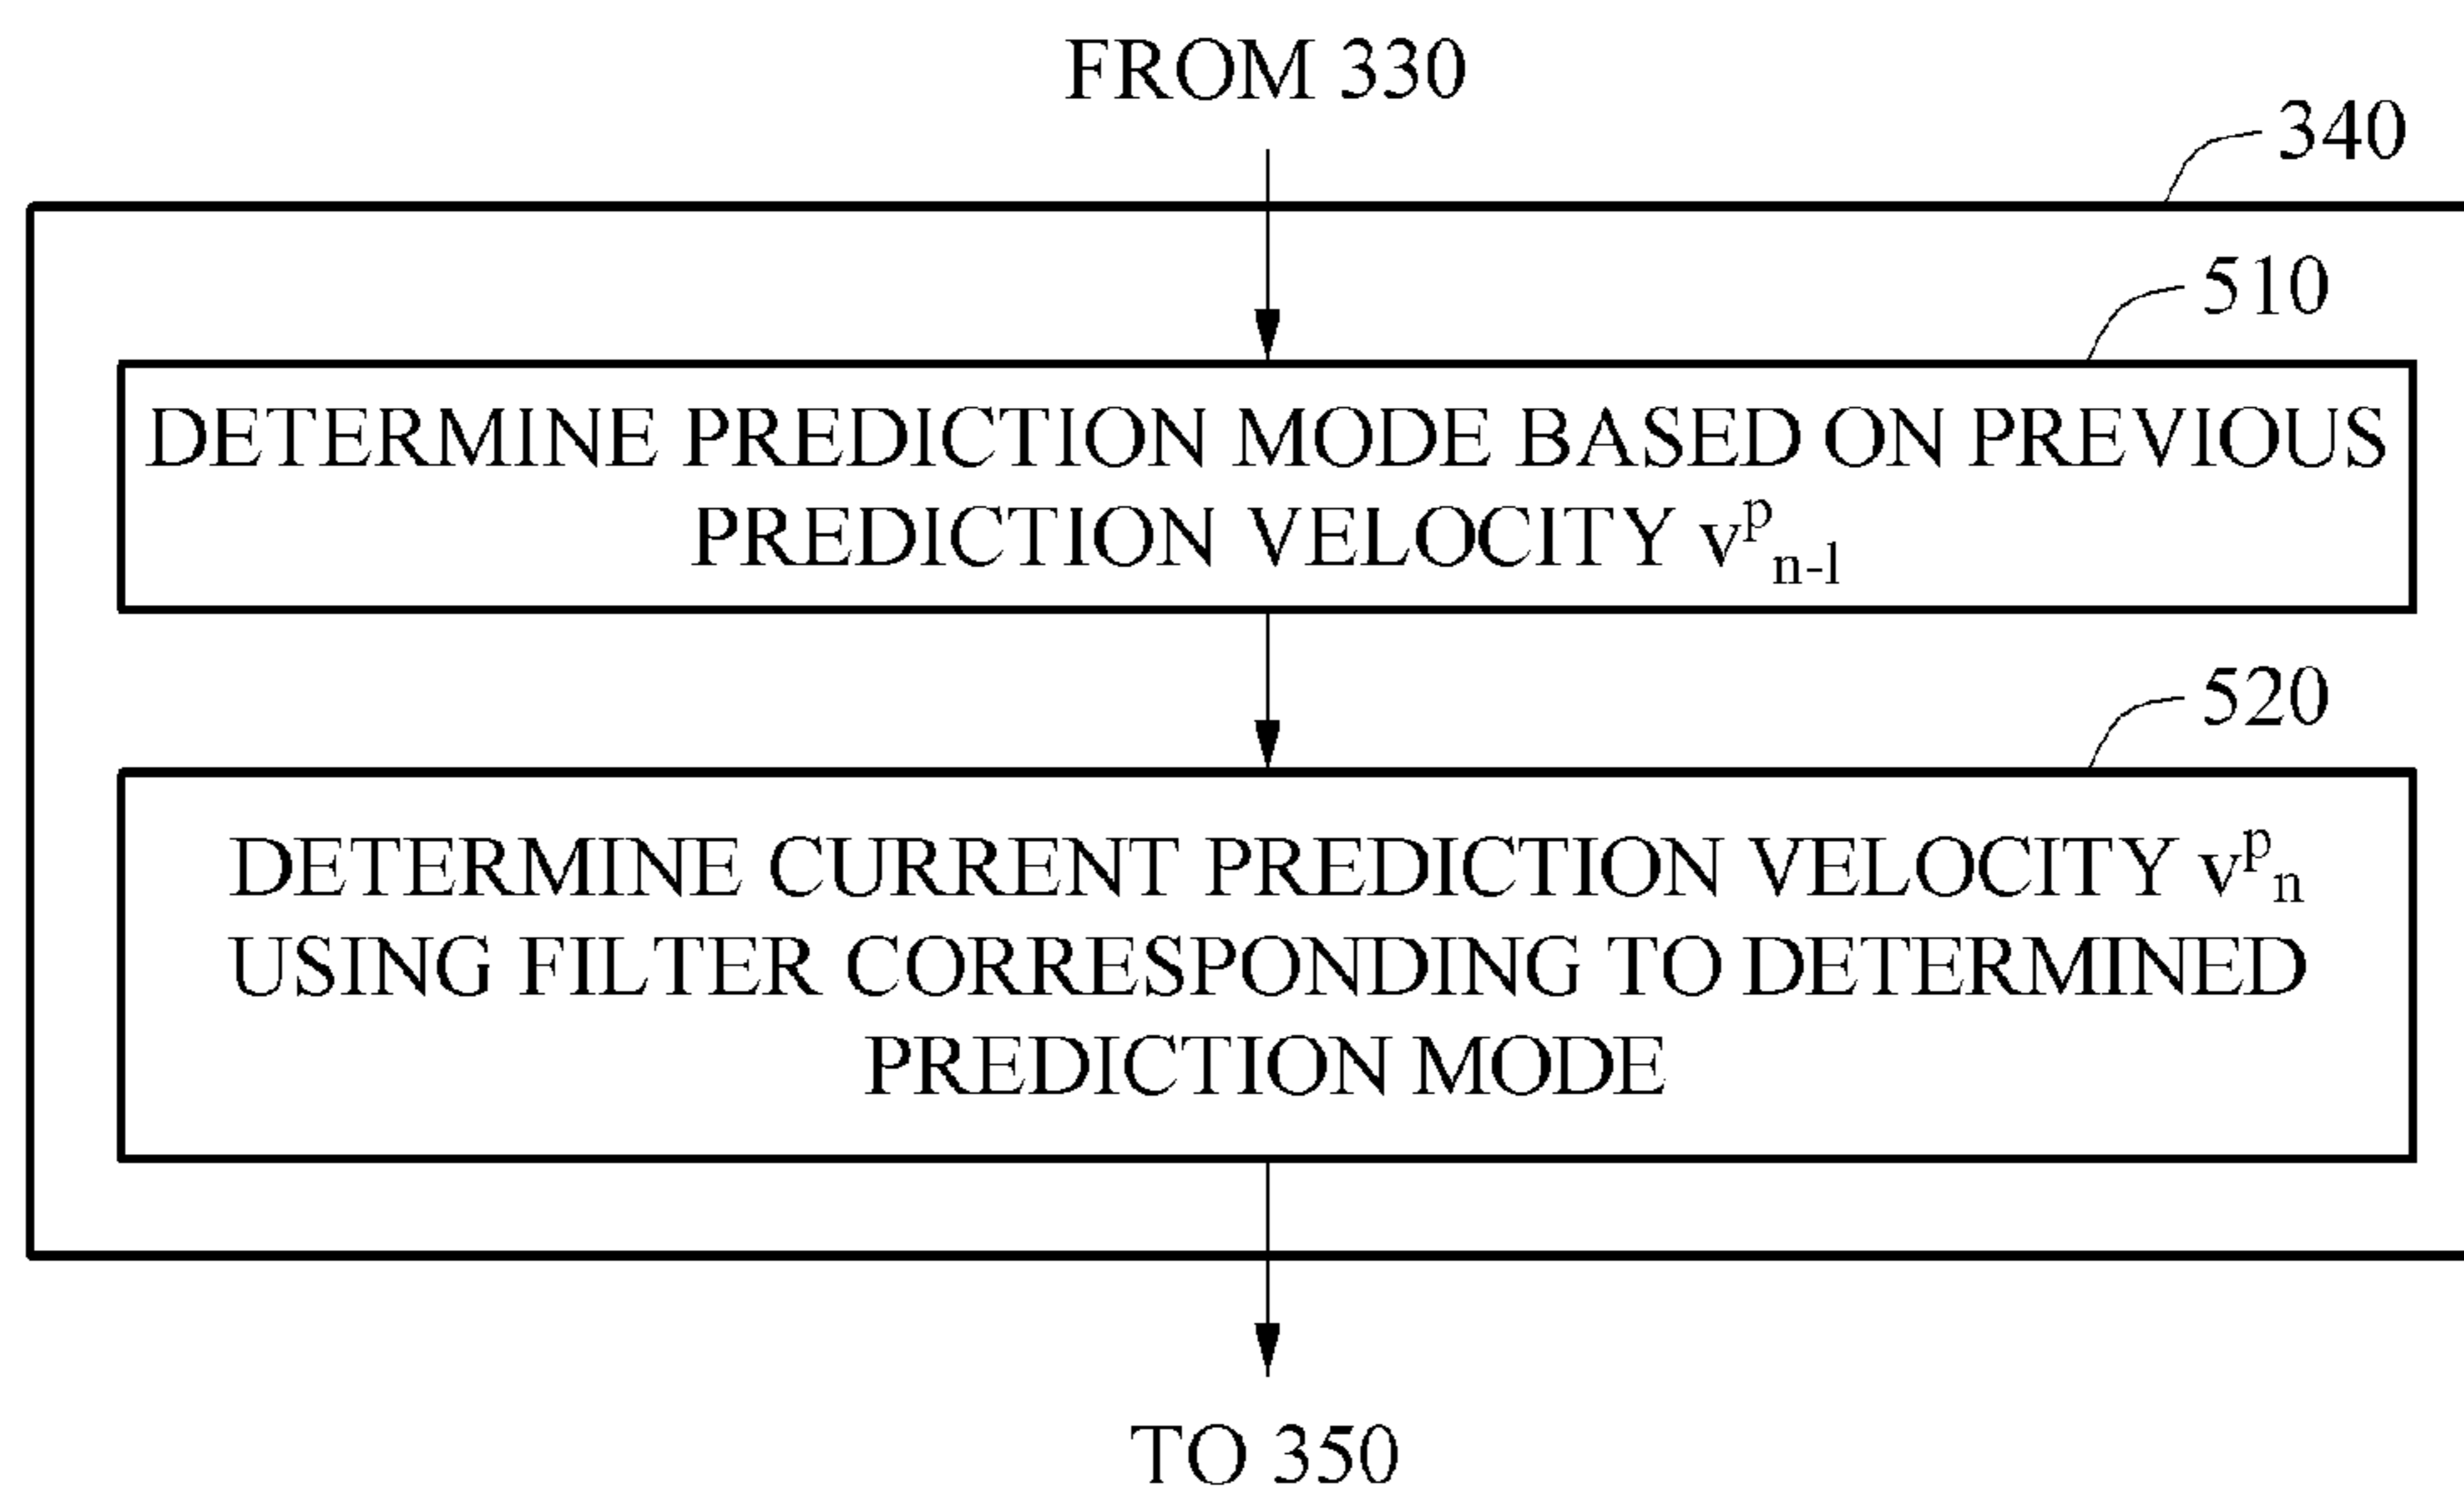 FROM 330
340
510
DETERMINE PREDICTION MODE BASED ON PREVIOUS
PREDICTION VELOCITY v^p_{n-1}
520
DETERMINE CURRENT PREDICTION VELOCITY v^p_n
USING FILTER CORRESPONDING TO DETERMINED
PREDICTION MODE
TO 350